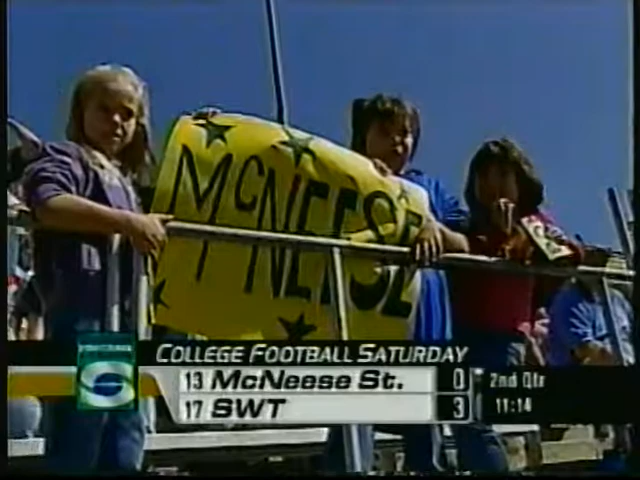 McNEESE
COLLEGE FOOTBALL SATURDAY
13 McNeese St. 0
17 SWT 3
2nd Qtr
11:14